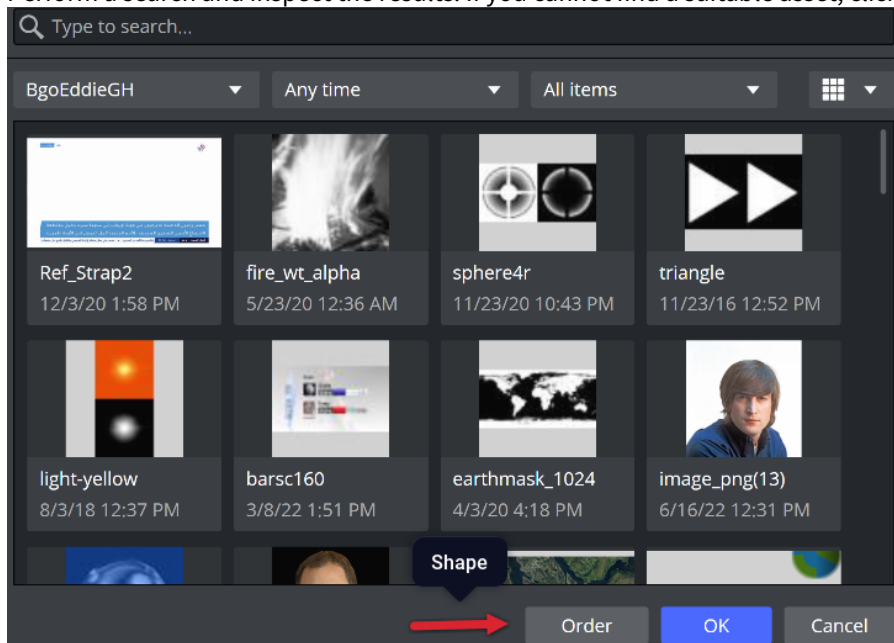 Type to search...
BgoEddieGH Any time All items
Ref_Strap2 fire_wt_alpha sphere4r triangle
12/3/20 1:58 PM 5/23/20 12:36 AM 11/23/20 10:43 PM 11/23/16 12:52 PM
light-yellow barsc160 earthmask_1024 image_png(13)
8/3/18 12:37 PM 3/8/22 1:51 PM 4/3/20 4:18 PM 6/16/22 12:31 PM
Shape
Order OK Cancel